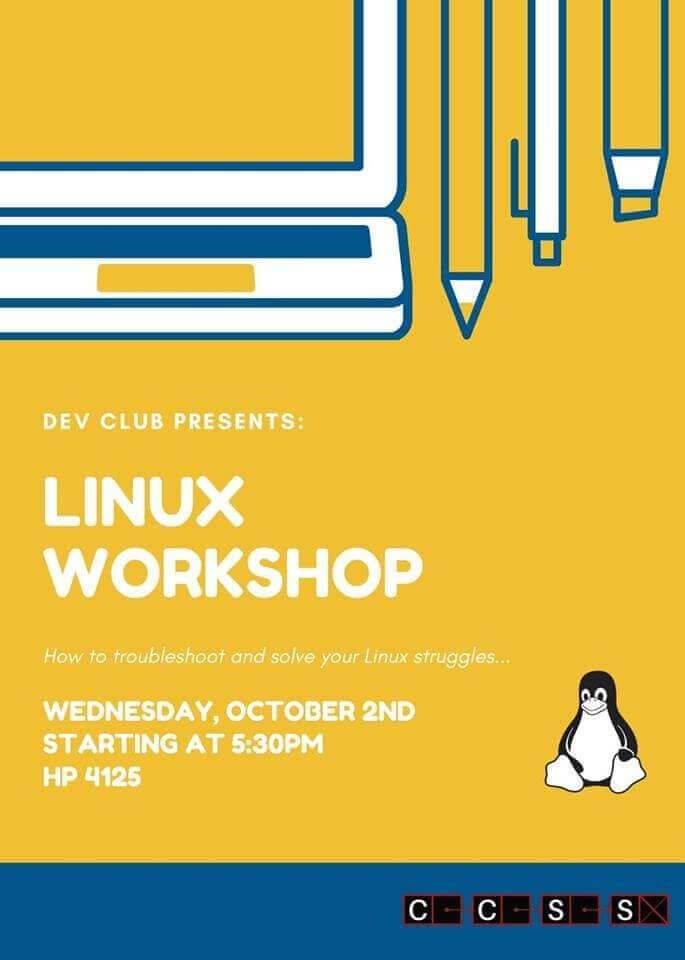 DEV CLUB PRESENTS:
LINUX
WORKSHOP
How to troubleshoot and solve your Linux struggles...
WEDNESDAY, OCTOBER 2ND
STARTING AT 5:30PM
HP 4125
C C S S